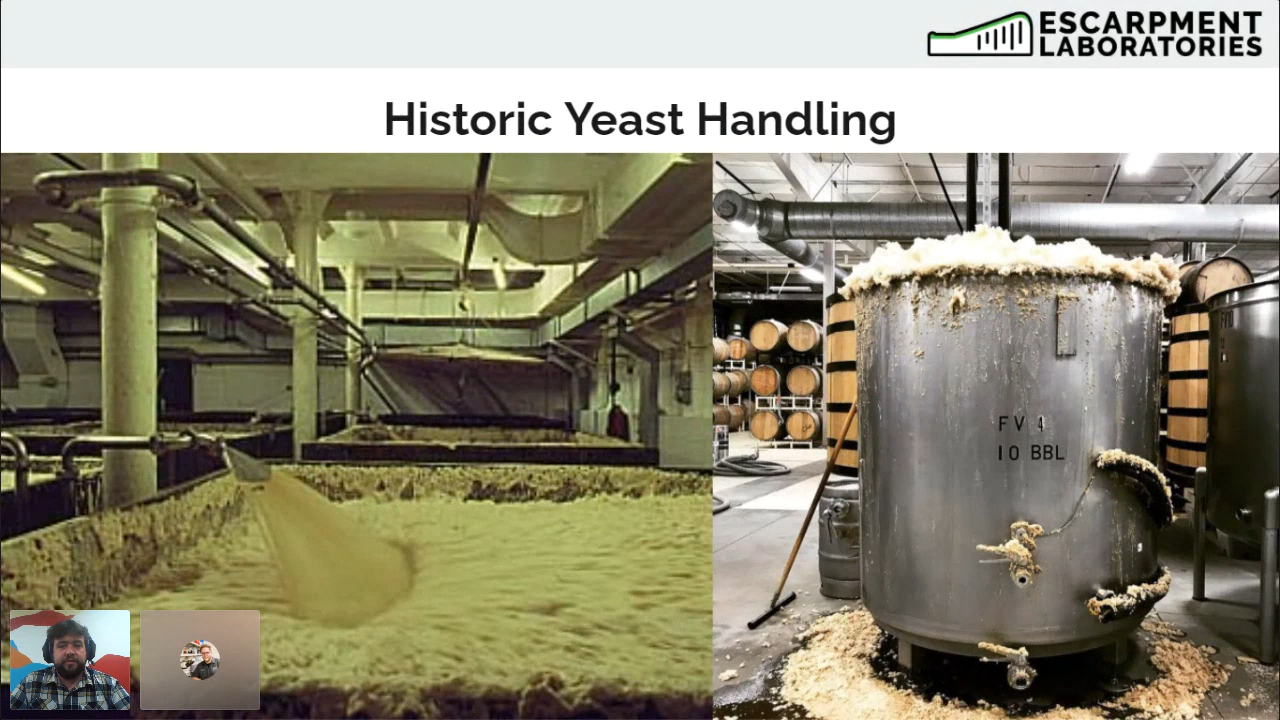 ESCARPMENT
LABORATORIES
Historic Yeast Handling
FV 4
10 BBL